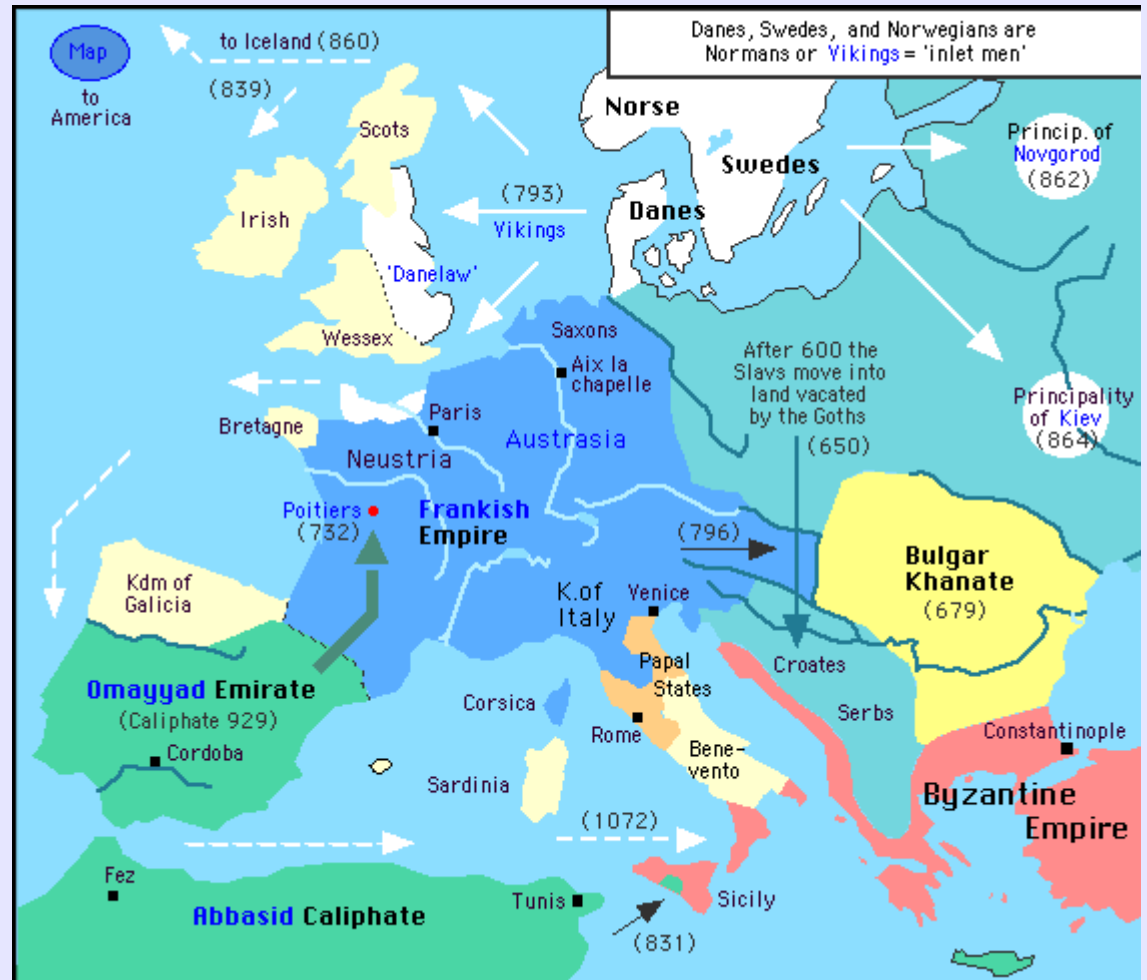 Danes, Swedes, and Norwegians are
Normans or Vikings = 'inlet men'
Map
to
America
to Iceland (860)
(839)
Scots
Irish
Norse
Swedes
Danes
(793)
Vikings
'Danelaw'
Wessex
Princip. of
Novgorod
(862)
Principality
of Kiev
(864)
Saxons
Aix la
chapelle
After 600 the
Slavs move into
land vacated
by the Goths
(650)
Bretagne
Paris
Neustria
Austrasia
Poitiers
(732)
Frankish
Empire
(796)
Bulgar
Khanate
(679)
Kdm of
Galicia
K.of
Italy
Venice
Papal
States
Croates
Serbs
Omayyad Emirate
(Caliphate 929)
Cordoba
Corsica
Rome
Bene-
vento
Sardinia
Constantinople
Byzantine
Empire
(1072)
Fez
Abbasid Caliphate
Tunis
Sicily
(831)